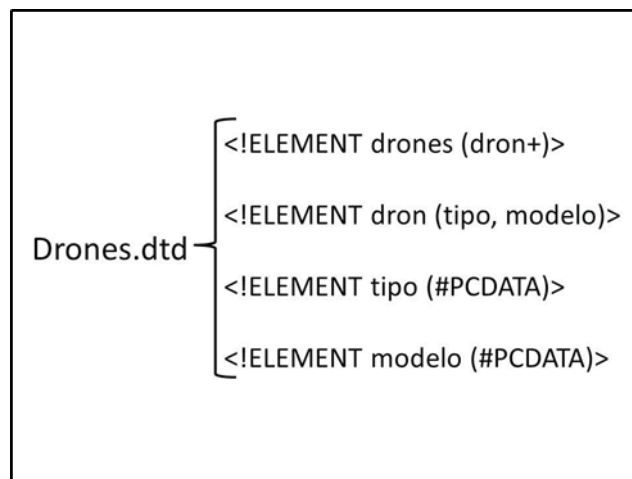 Drones.dtd
<!ELEMENT drones (dron+)>
<!ELEMENT dron (tipo, modelo)>
<!ELEMENT tipo (#PCDATA)>
<!ELEMENT modelo (#PCDATA)>